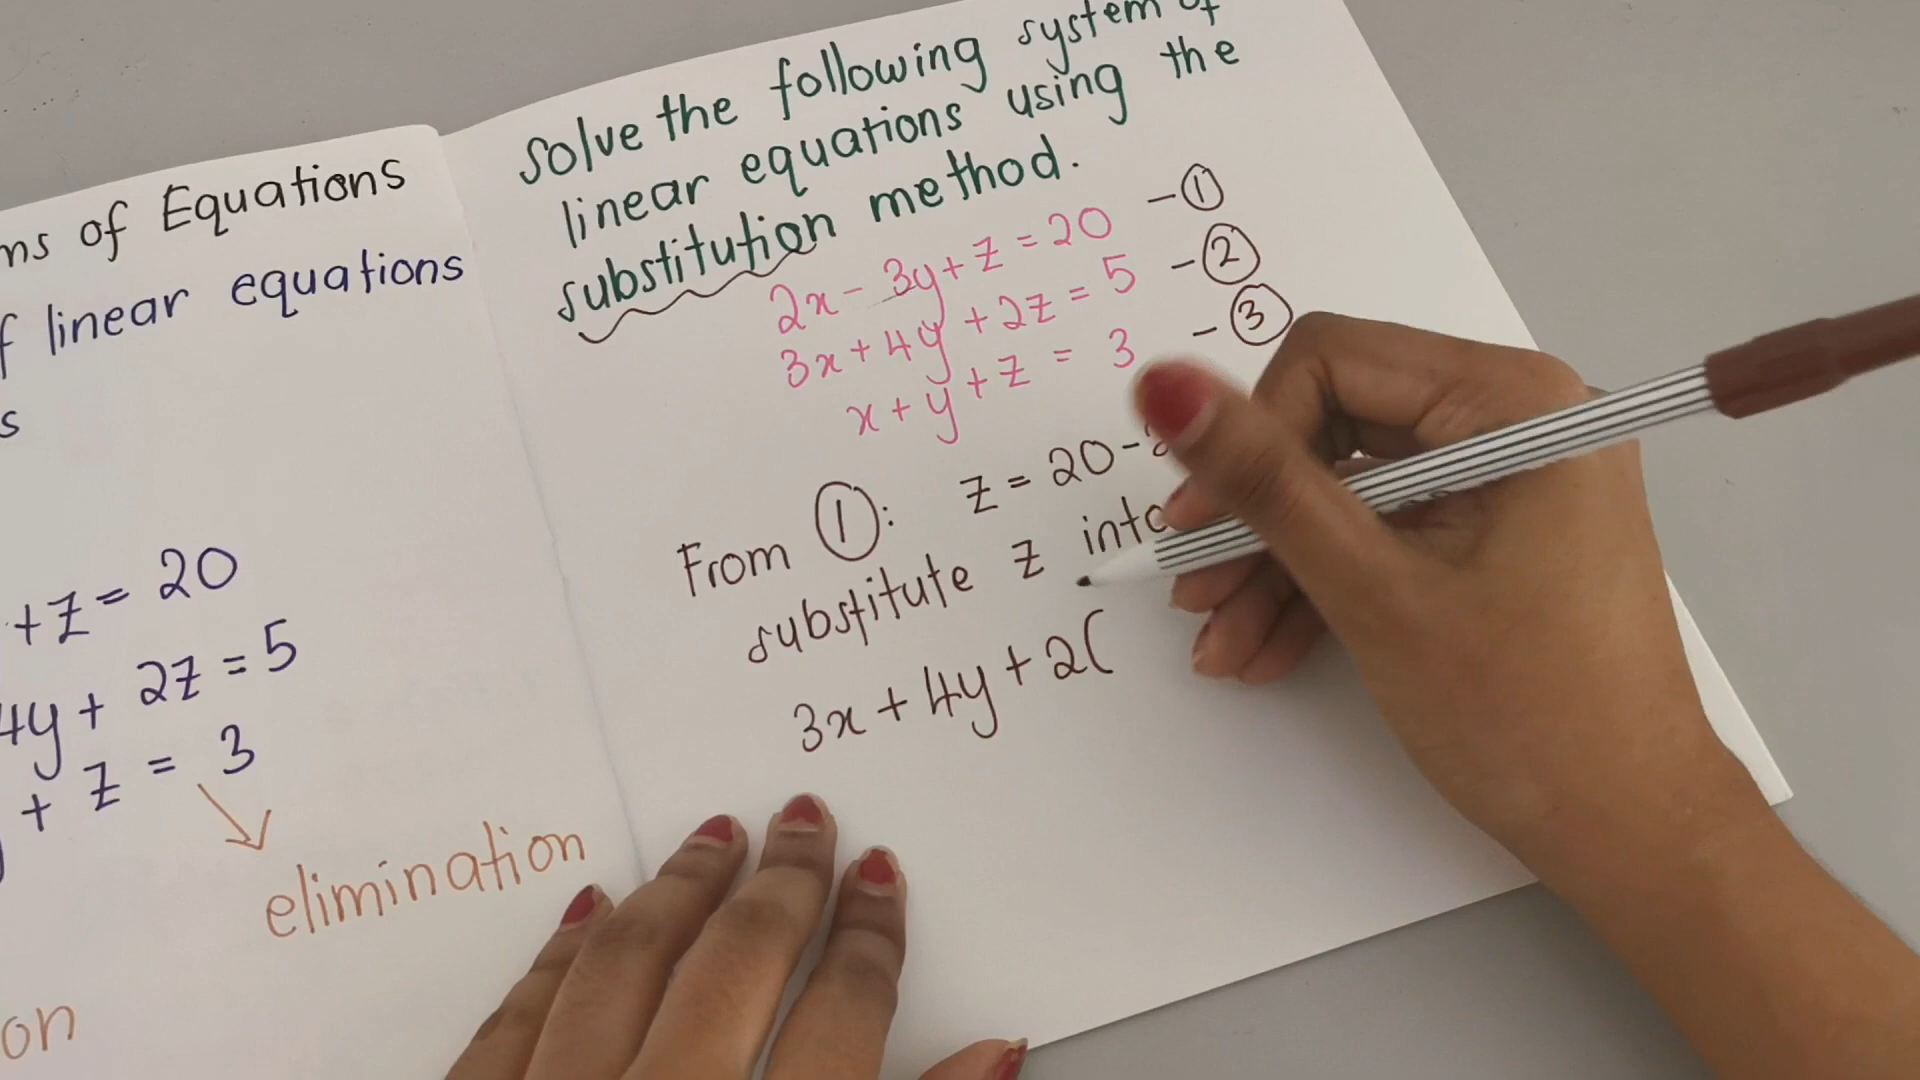 ns of Equations
f linear equations
s
+z = 20
4y + 2z = 5
+ z = 3
elimination
on
solve the following system of
linear equations using the
substitution method.
2x - 3y + z = 20 - ①
3x + 4y + 2z = 5 - ②
x + y + z = 3 - ③
From ①: z = 20 -
substitute z into
3x + 4y + 2(